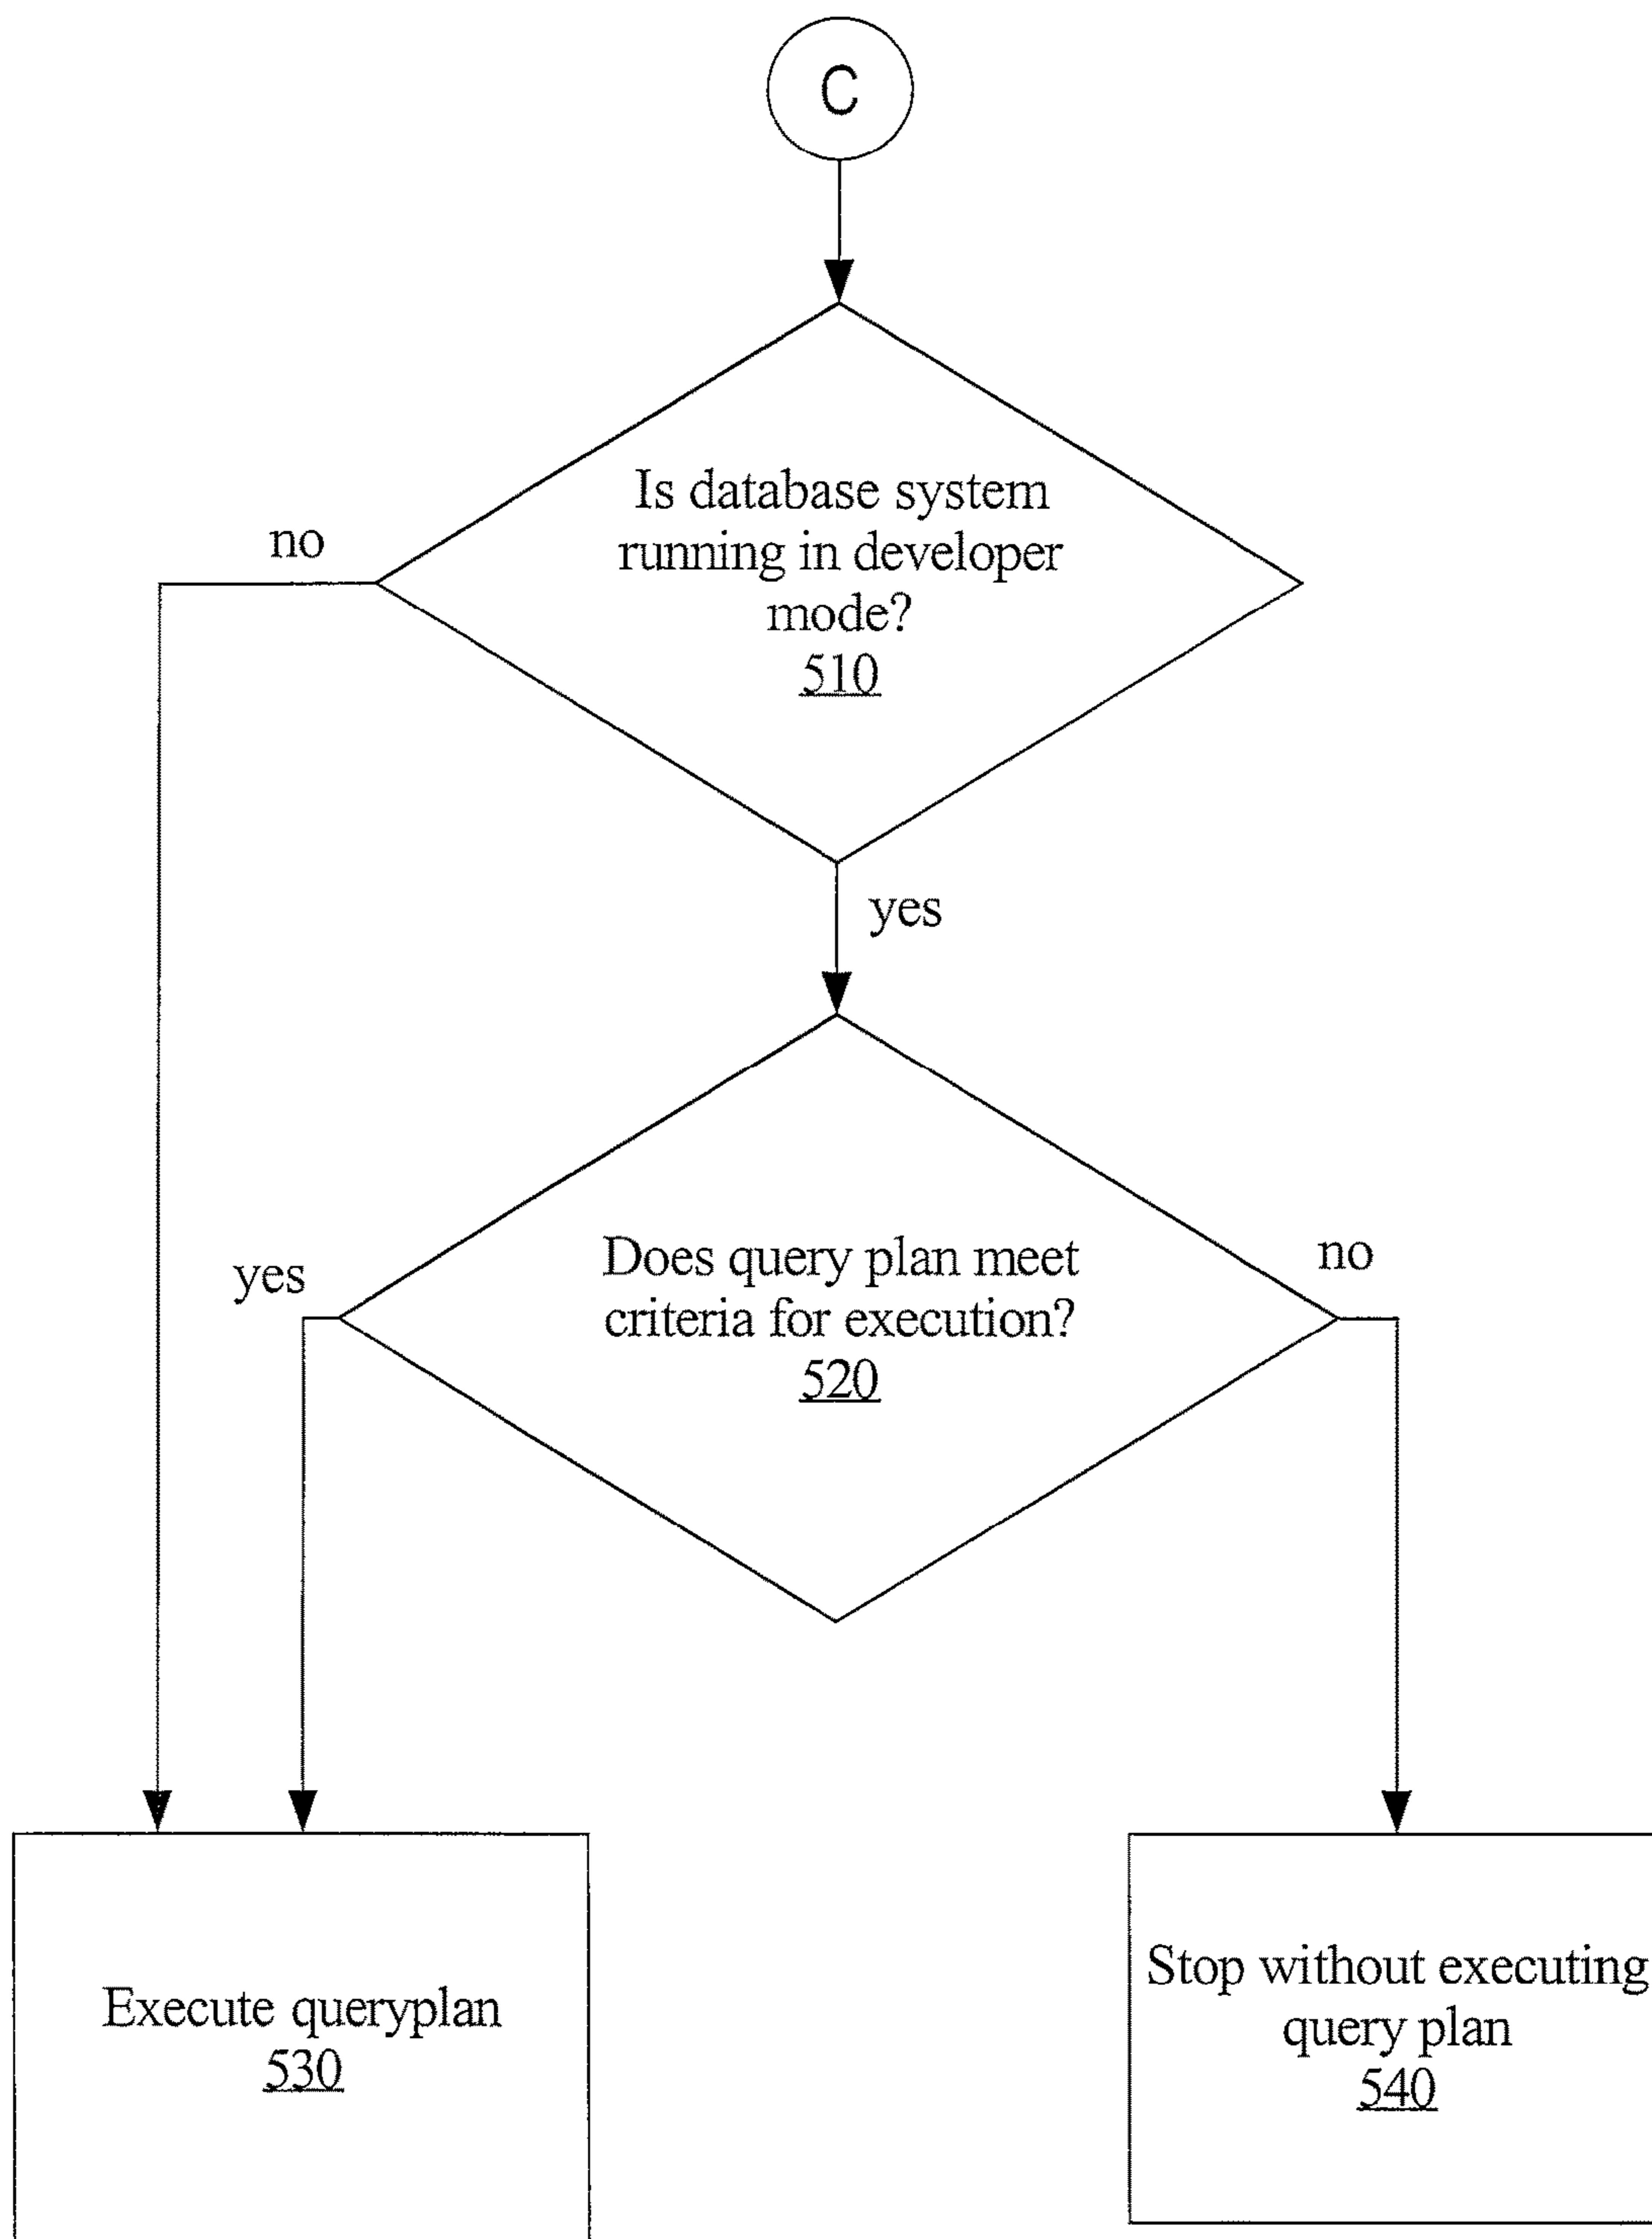 C
Is database system
running in developer
mode?
510
no
yes
Does query plan meet
criteria for execution?
520
yes
no
Execute queryplan
530
Stop without executing
query plan
540